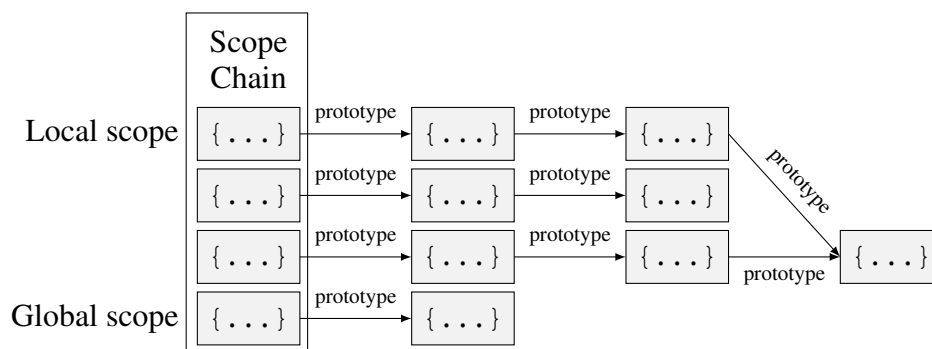 Scope
Chain
Local scope {...} prototype {...} prototype {...} prototype
{...} prototype {...} prototype {...}
{...} prototype {...} prototype {...} prototype {...}
Global scope {...} prototype {...}